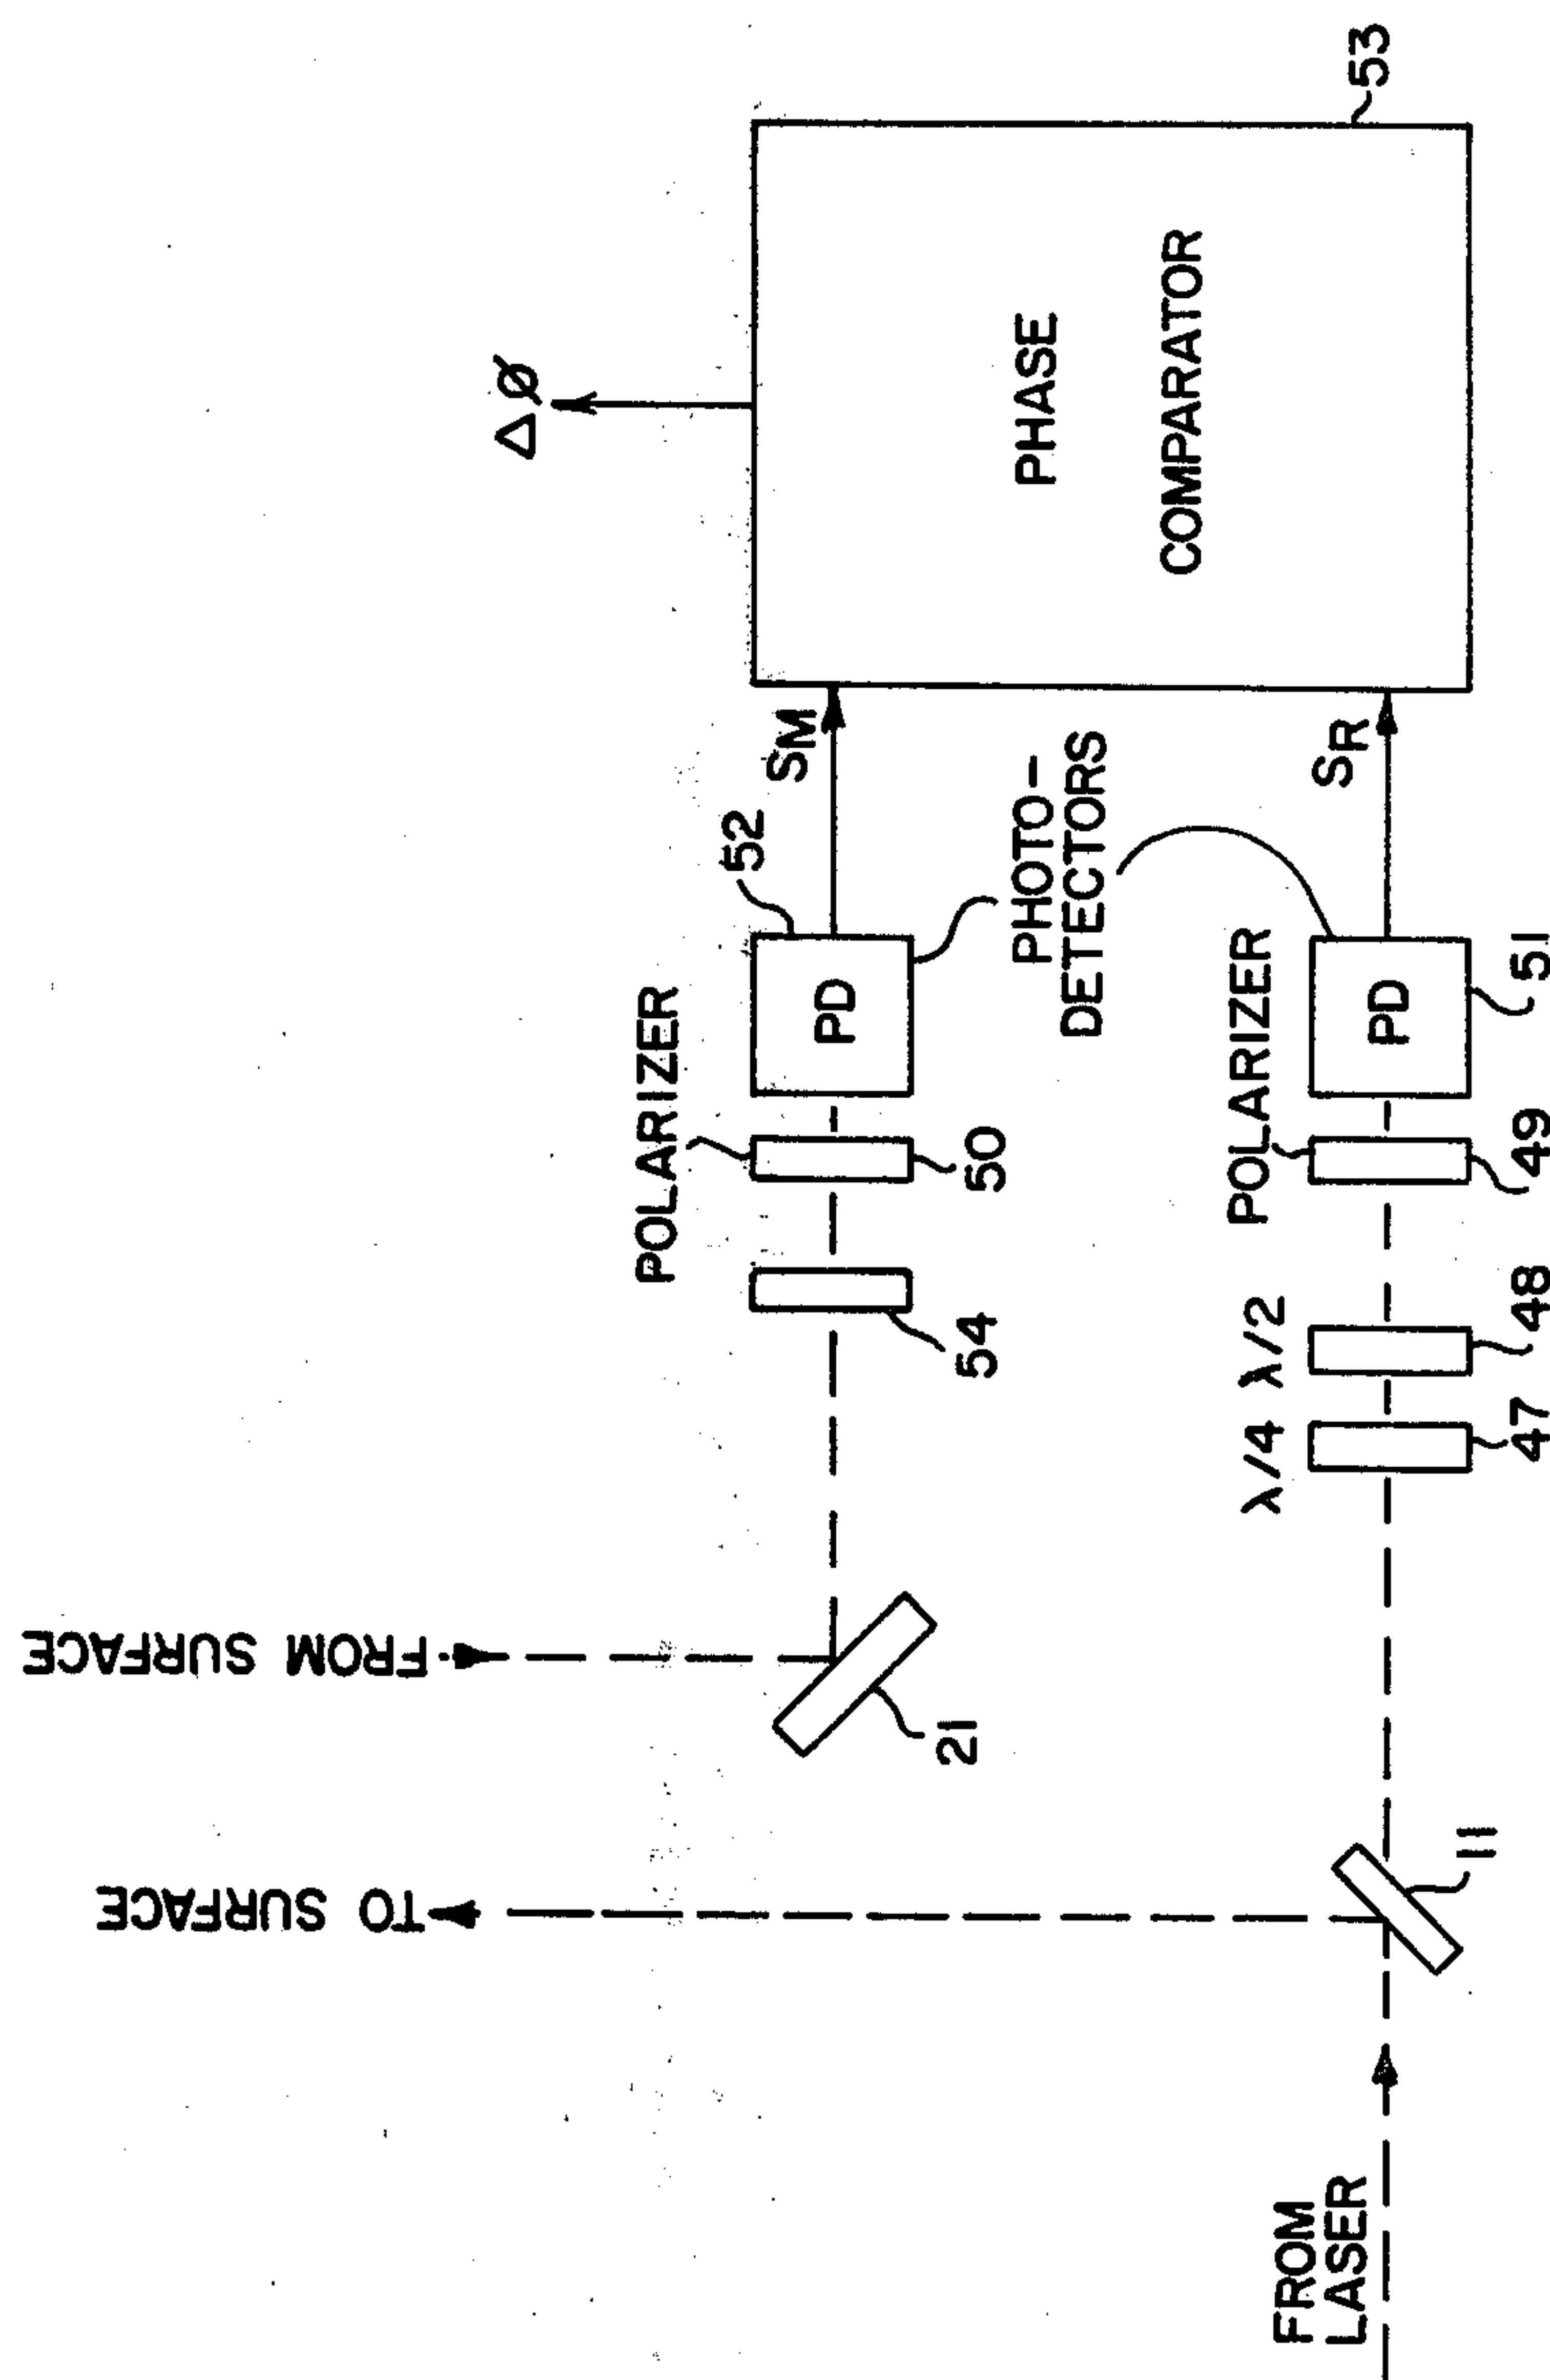 FROM
LASER
TO SURFACE
11
FROM SURFACE
21
λ/4
λ/2
47
48
54
POLARIZER
50
POLARIZER
49
PD
52
PD
51
PHOTO-
DETECTORS
SM
SR
PHASE
COMPARATOR
53
ΔØ